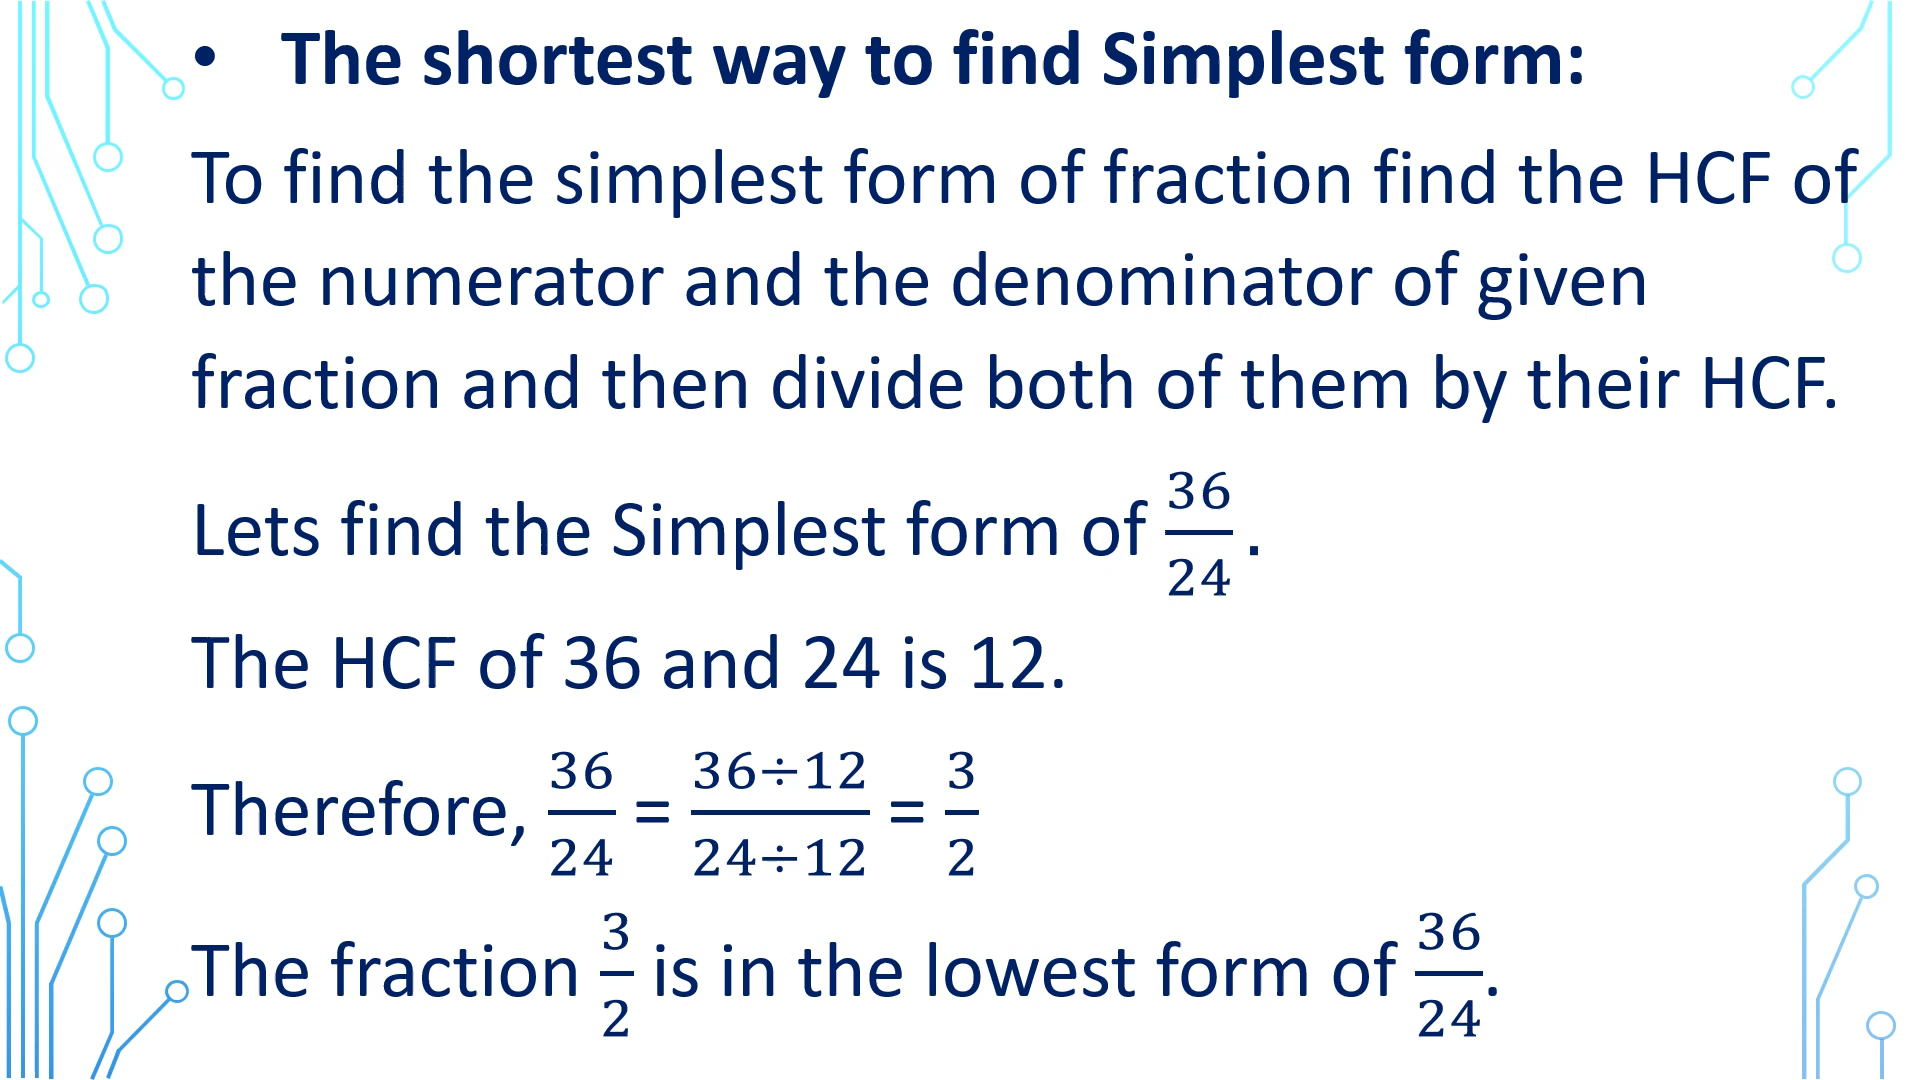 • The shortest way to find Simplest form:
To find the simplest form of fraction find the HCF of
the numerator and the denominator of given
fraction and then divide both of them by their HCF.
Lets find the Simplest form of 36/24 .
The HCF of 36 and 24 is 12.
Therefore, 36/24 = 36÷12/24÷12 = 3/2
The fraction 3/2 is in the lowest form of 36/24.